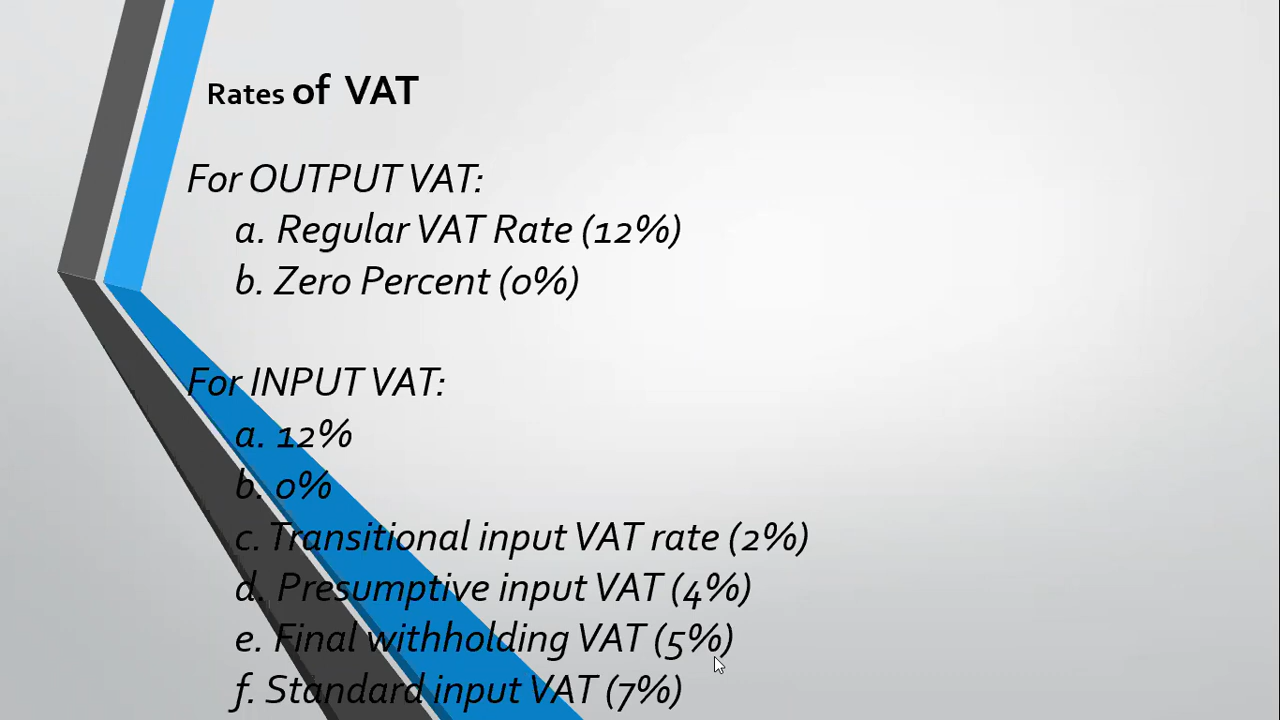 Rates of VAT
For OUTPUT VAT:
a. Regular VAT Rate (12%)
b. Zero Percent (0%)
For INPUT VAT:
a. 12%
b. 0%
c. Transitional input VAT rate (2%)
d. Presumptive input VAT (4%)
e. Final withholding VAT (5%)
f. Standard input VAT (7%)